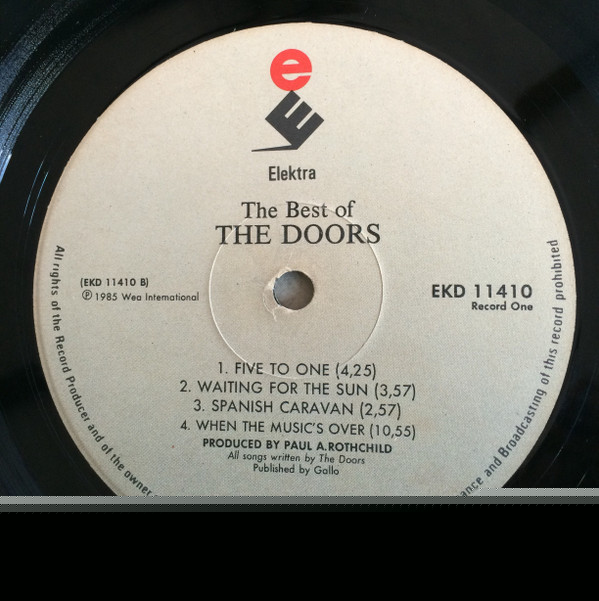 e
E
Elektra
The Best of
THE DOORS
(EKD 11410 B)
℗ 1985 Wea International
EKD 11410
Record One
1. FIVE TO ONE (4,25)
2. WAITING FOR THE SUN (3,57)
3. SPANISH CARAVAN (2,57)
4. WHEN THE MUSIC'S OVER (10,55)
PRODUCED BY PAUL A.ROTHCHILD
All songs written by The Doors
Published by Gallo
All rights of the Record Producer and of the owner
and Broadcasting of this record prohibited